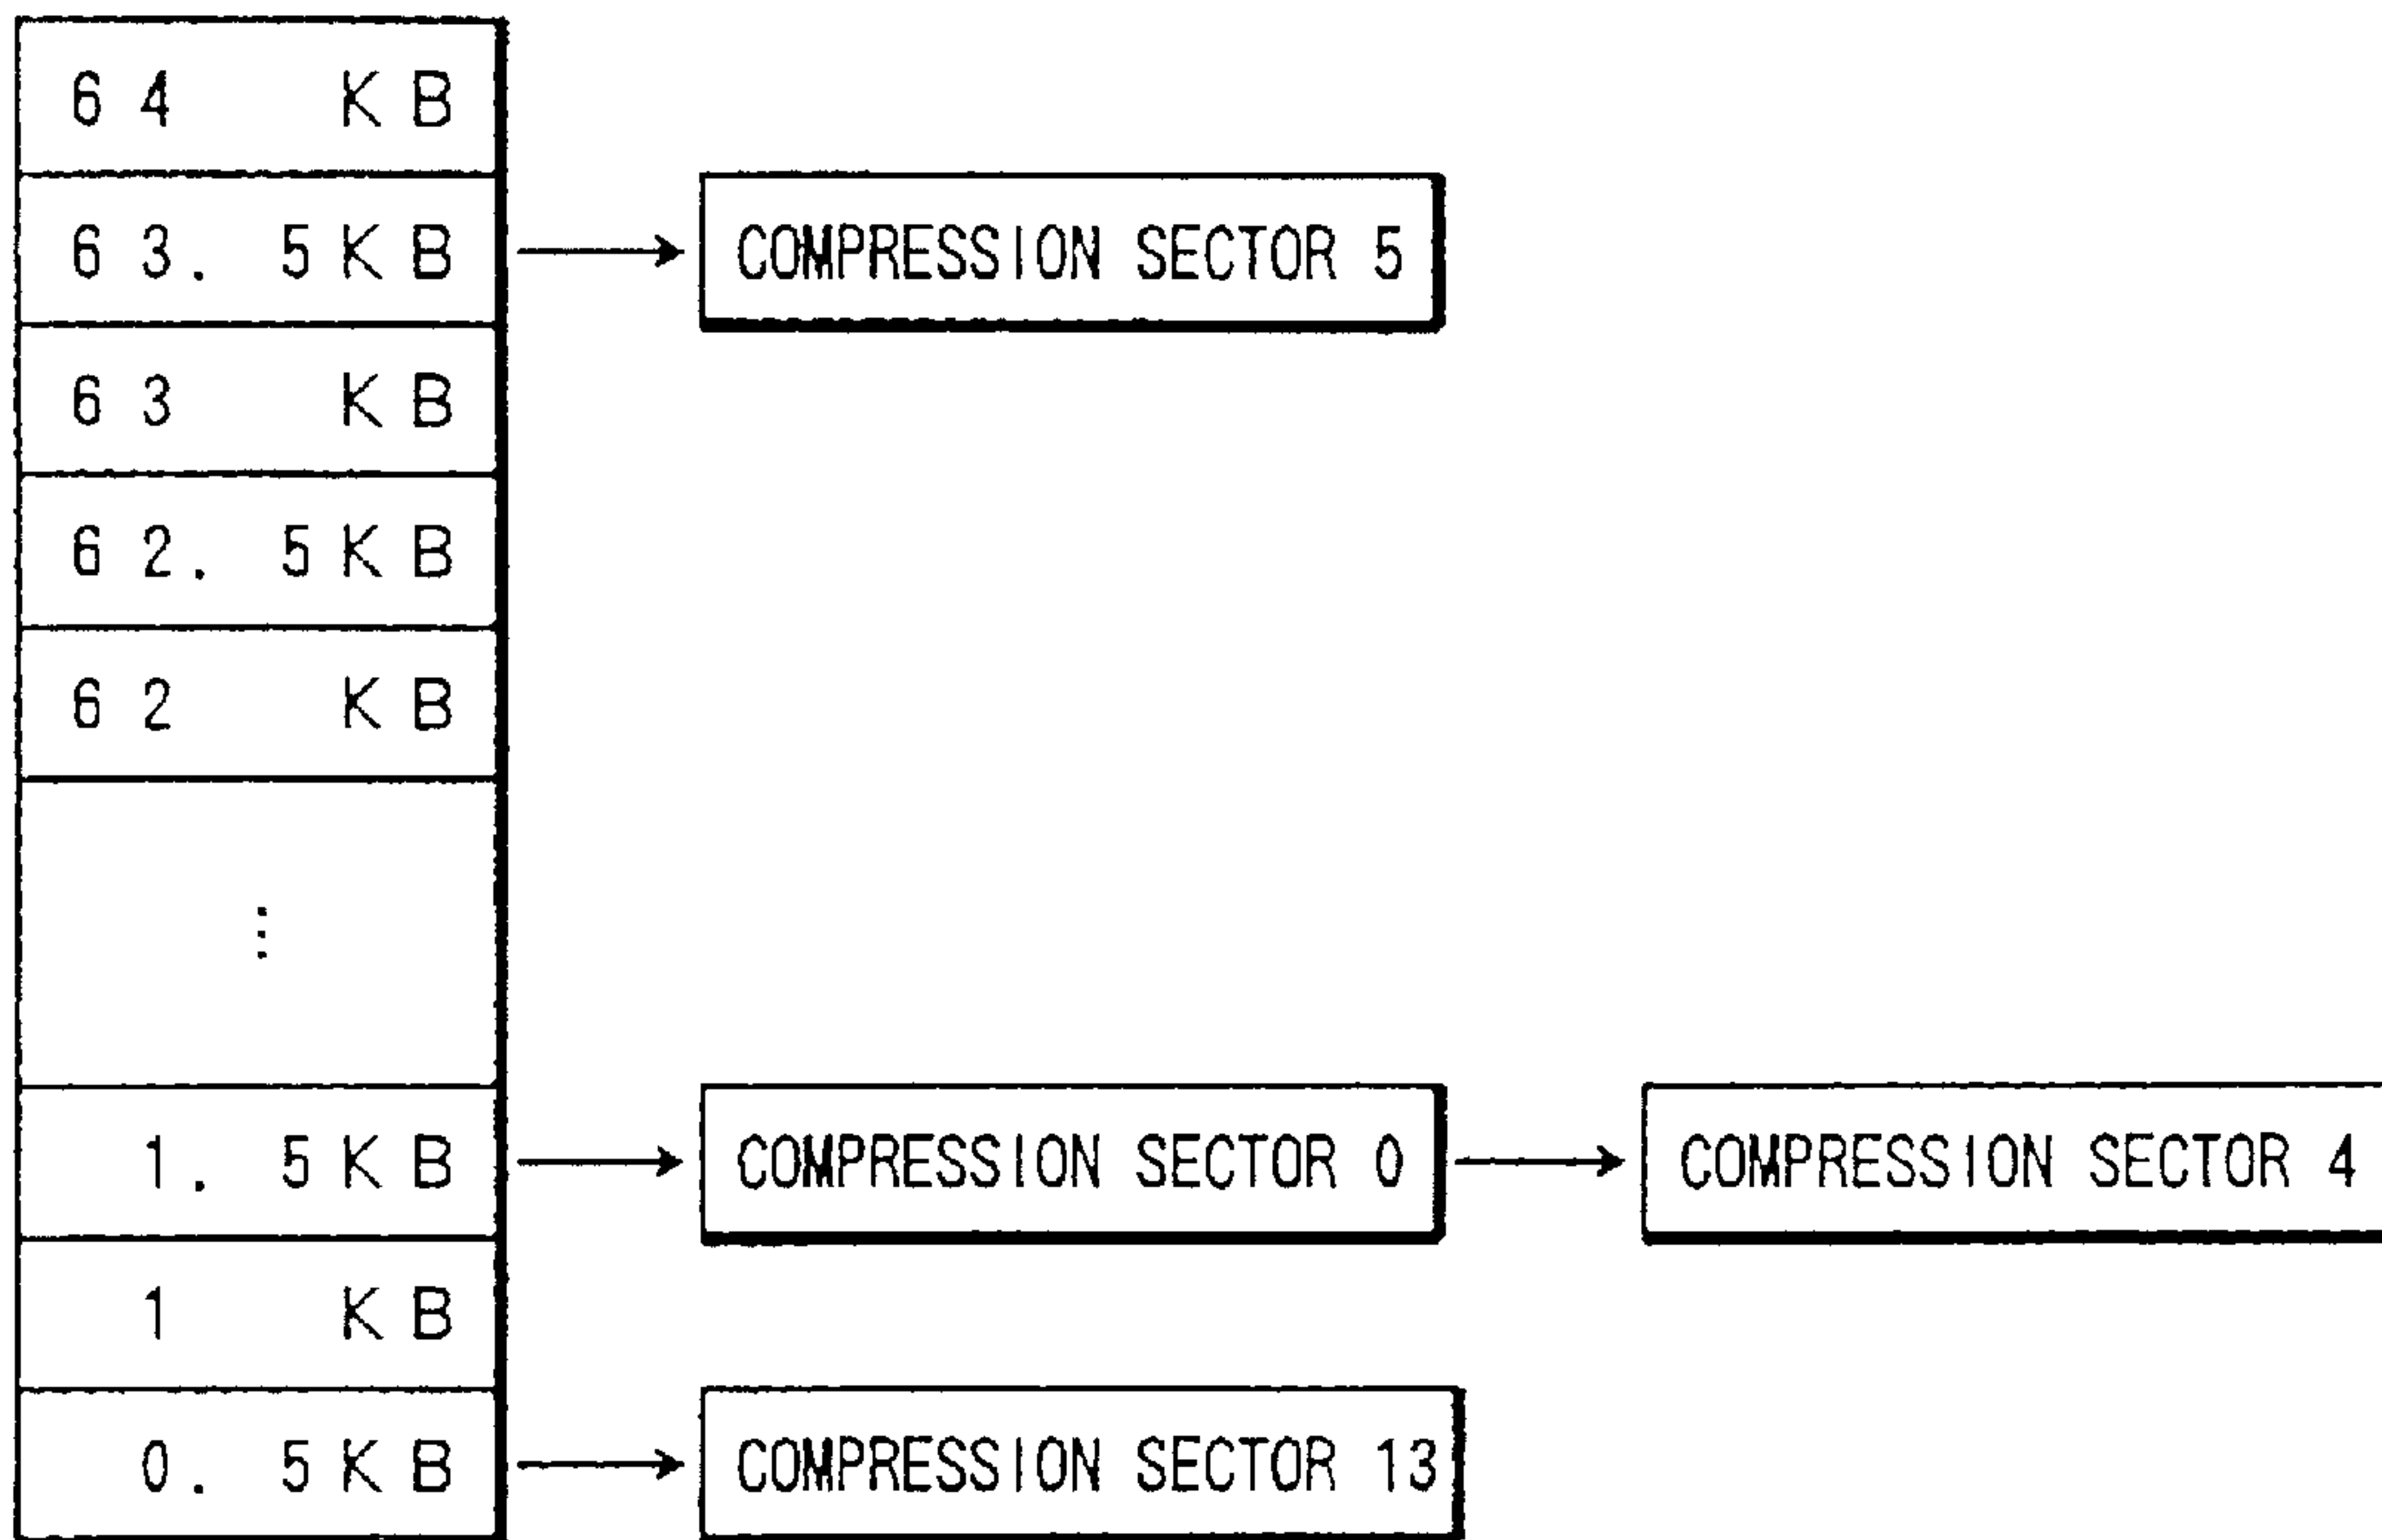 64 KB
63.5KB → COMPRESSION SECTOR 5
63 KB
62.5KB
62 KB
⋮
1.5KB → COMPRESSION SECTOR 0 → COMPRESSION SECTOR 4
1 KB
0.5KB → COMPRESSION SECTOR 13